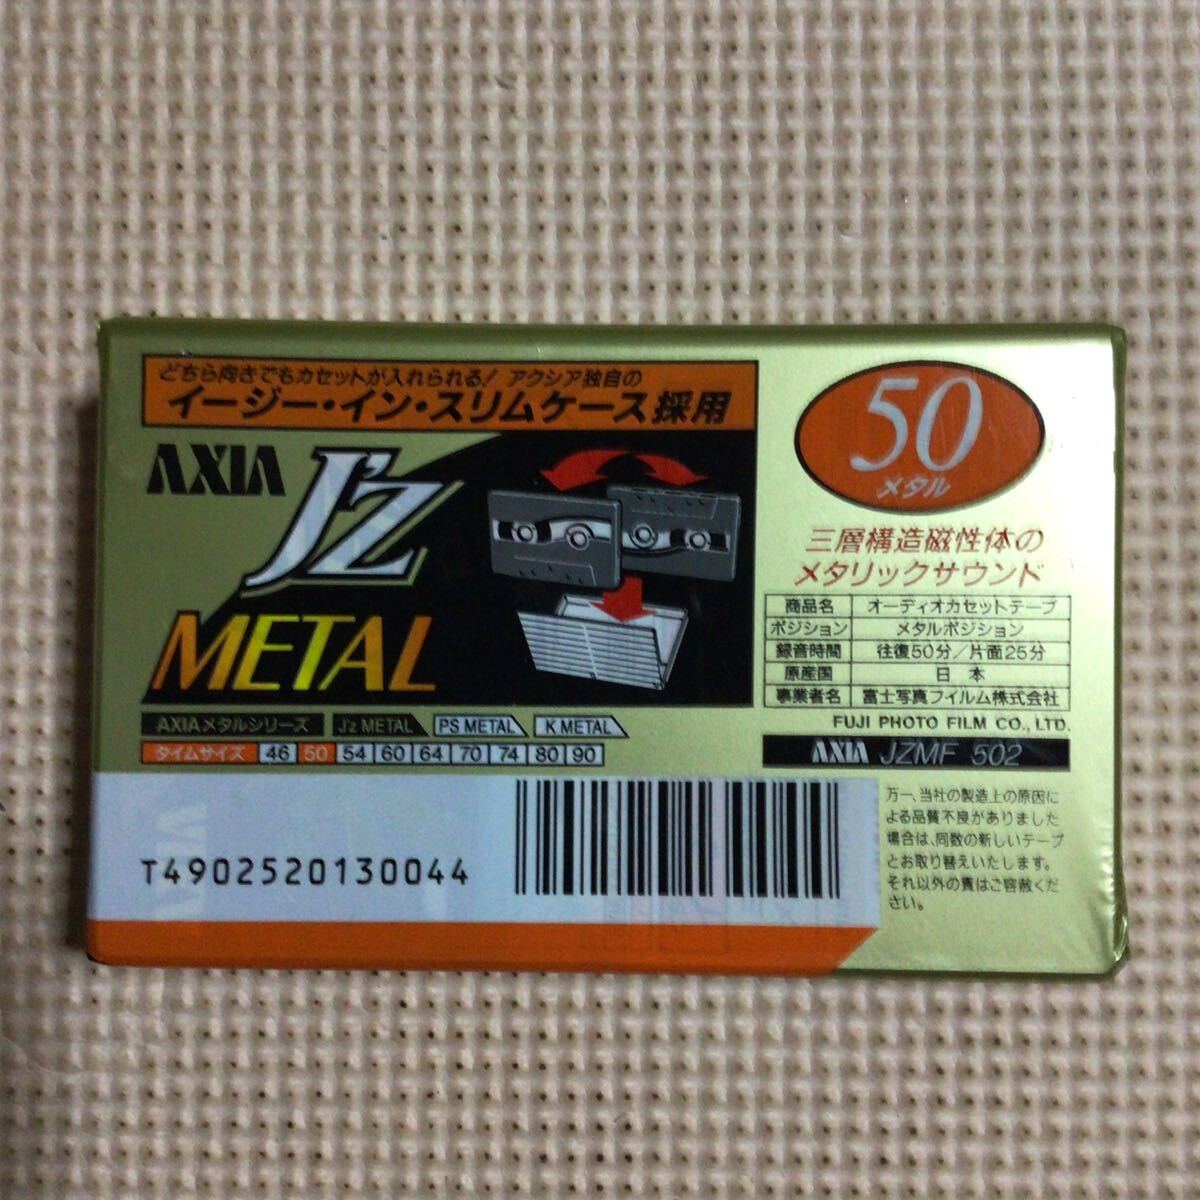 どちら向きでもカセットが入れられる! アクシア独自の
イージー・イン・スリムケース採用
AXIA
J'Z
METAL
50
メタル
三層構造磁性体の
メタリックサウンド
商品名 オーディオカセットテープ
ポジション メタルポジション
録音時間 往復50分/片面25分
原産国 日本
事業者名 富士写真フイルム株式会社
FUJI PHOTO FILM CO., LTD.
AXIA JZMF 502
AXIAメタルシリーズ J'z METAL PS METAL K METAL
タイムサイズ 46 50 54 60 64 70 74 80 90
T4902520130044
万一、当社の製造上の原因に
よる品質不良がありました
場合は、同数の新しいテープ
とお取り替えいたします。
それ以外の責はご容赦くだ
さい。